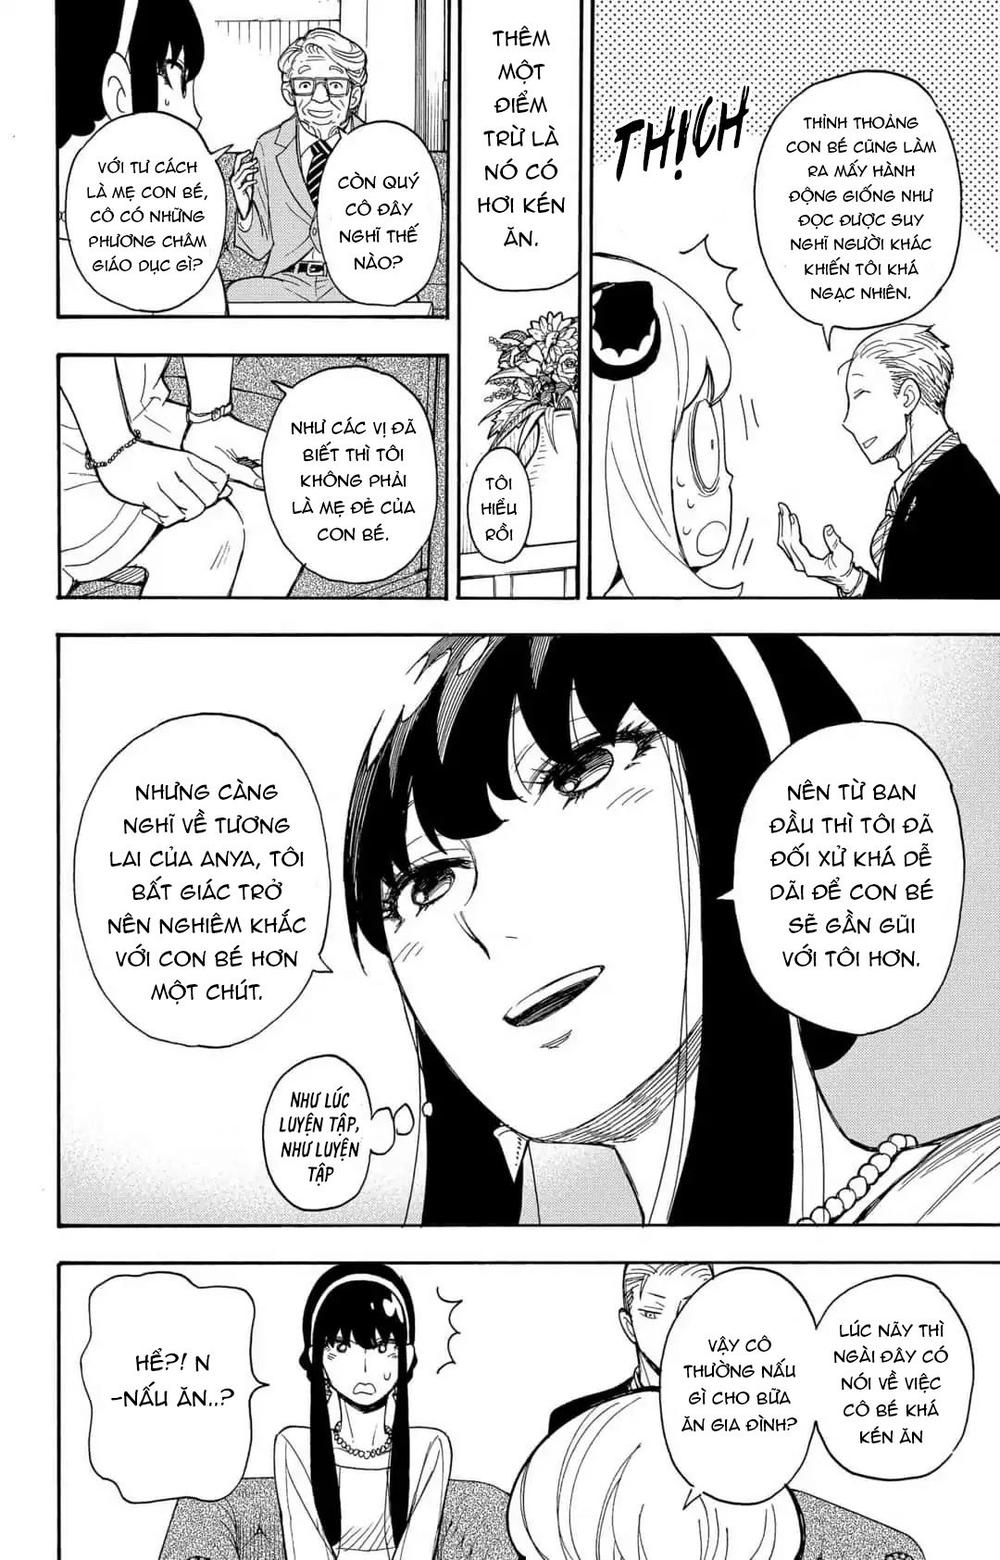 THỈNH THOẢNG
CON BÉ CŨNG LÀM
RA MẤY HÀNH
ĐỘNG GIỐNG NHƯ
ĐỌC ĐƯỢC SUY
NGHĨ NGƯỜI KHÁC
KHIẾN TÔI KHÁ
NGẠC NHIÊN.
THỊCH
THÊM
MỘT
ĐIỂM
TRỪ LÀ
NÓ CÓ
HƠI KÉN
ĂN.
TÔI
HIỂU
RỒI
CÒN QUÝ
CÔ ĐÂY
NGHĨ THẾ
NÀO?
VỚI TƯ CÁCH
LÀ MẸ CON BÉ,
CÔ CÓ NHỮNG
PHƯƠNG CHÂM
GIÁO DỤC GÌ?
NHƯ CÁC VỊ ĐÃ
BIẾT THÌ TÔI
KHÔNG PHẢI
LÀ MẸ ĐẺ CỦA
CON BÉ.
NÊN TỪ BAN
ĐẦU THÌ TÔI ĐÃ
ĐỐI XỬ KHÁ DỄ
DÃI ĐỂ CON BÉ
SẼ GẦN GŨI
VỚI TÔI HƠN.
NHƯNG CÀNG
NGHĨ VỀ TƯƠNG
LAI CỦA ANYA, TÔI
BẤT GIÁC TRỞ
NÊN NGHIÊM KHẮC
VỚI CON BÉ HƠN
MỘT CHÚT.
NHƯ LÚC
LUYỆN TẬP,
NHƯ LUYỆN
TẬP
LÚC NÃY THÌ
NGÀI ĐÂY CÓ
NÓI VỀ VIỆC
CÔ BÉ KHÁ
KÉN ĂN
VẬY CÔ
THƯỜNG NẤU
GÌ CHO BỮA
ĂN GIA ĐÌNH?
HỂ?! N
-NẤU ĂN..?